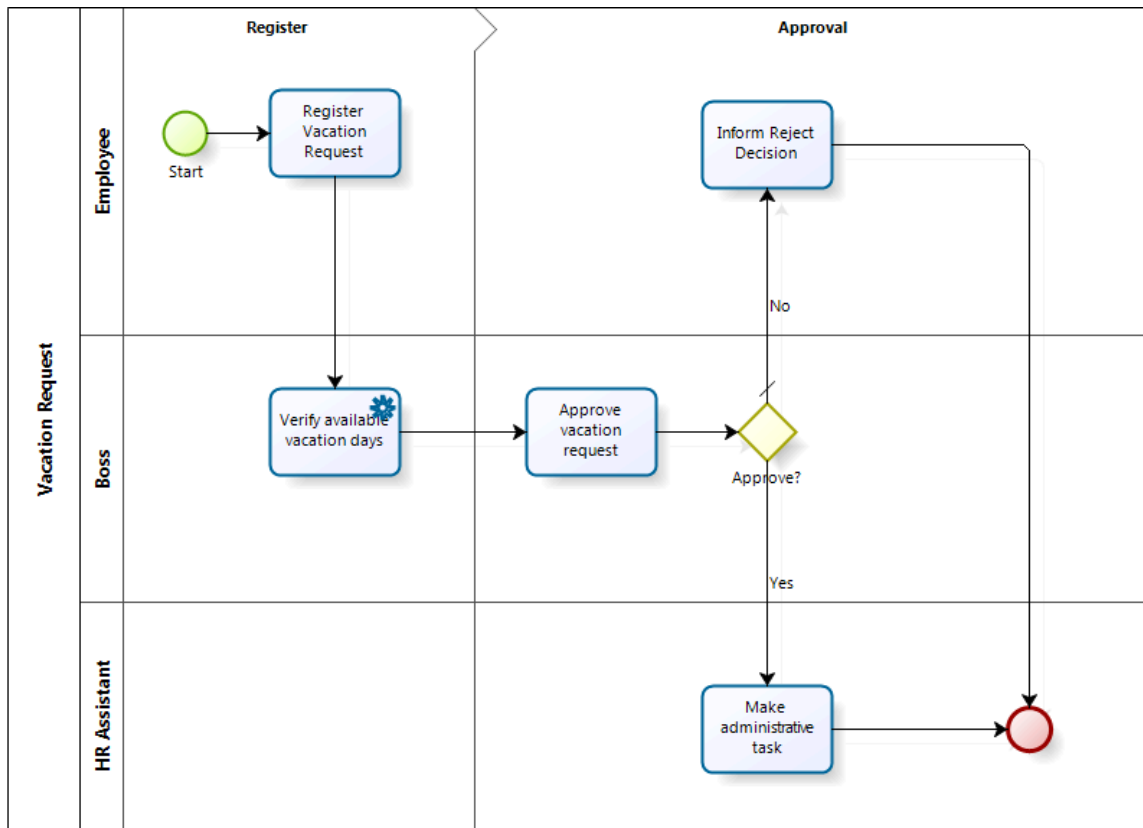 Register
Approval
Vacation Request
Employee
Start
Register
Vacation
Request
Inform Reject
Decision
No
Boss
Verify available
vacation days
Approve
vacation
request
Approve?
Yes
HR Assistant
Make
administrative
task